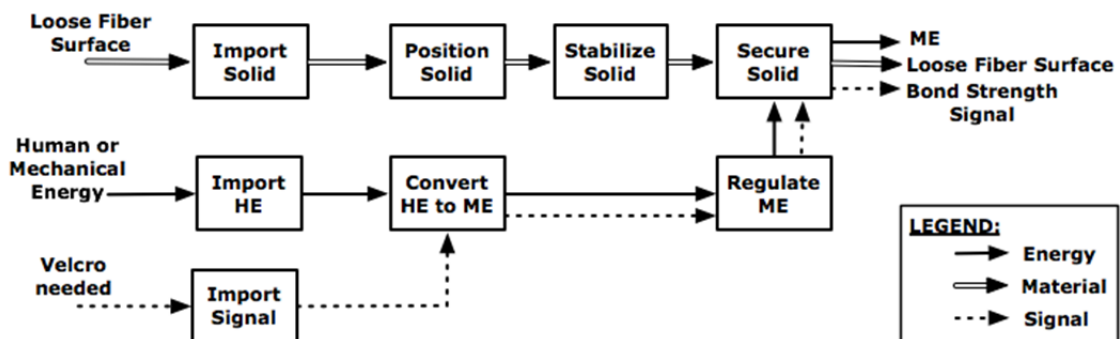 Loose Fiber
Surface
Import
Solid
Position
Solid
Stabilize
Solid
Secure
Solid
ME
Loose Fiber Surface
Bond Strength
Signal
Human or
Mechanical
Energy
Import
HE
Convert
HE to ME
Regulate
ME
Velcro
needed
Import
Signal
LEGEND:
Energy
Material
Signal